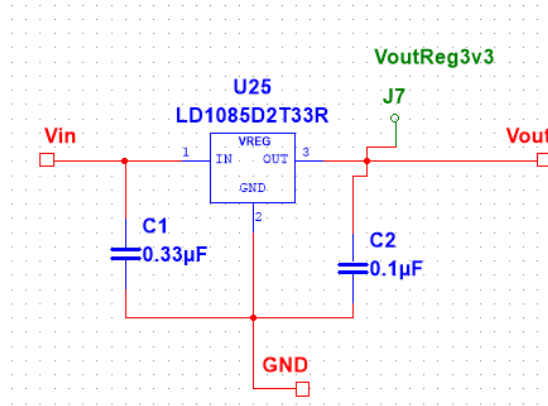 VoutReg3v3
U25
J7
LD1085D2T33R
Vin
VREG
Vout
1
IN
OUT
3
GND
2
C1
0.33µF
C2
0.1µF
GND